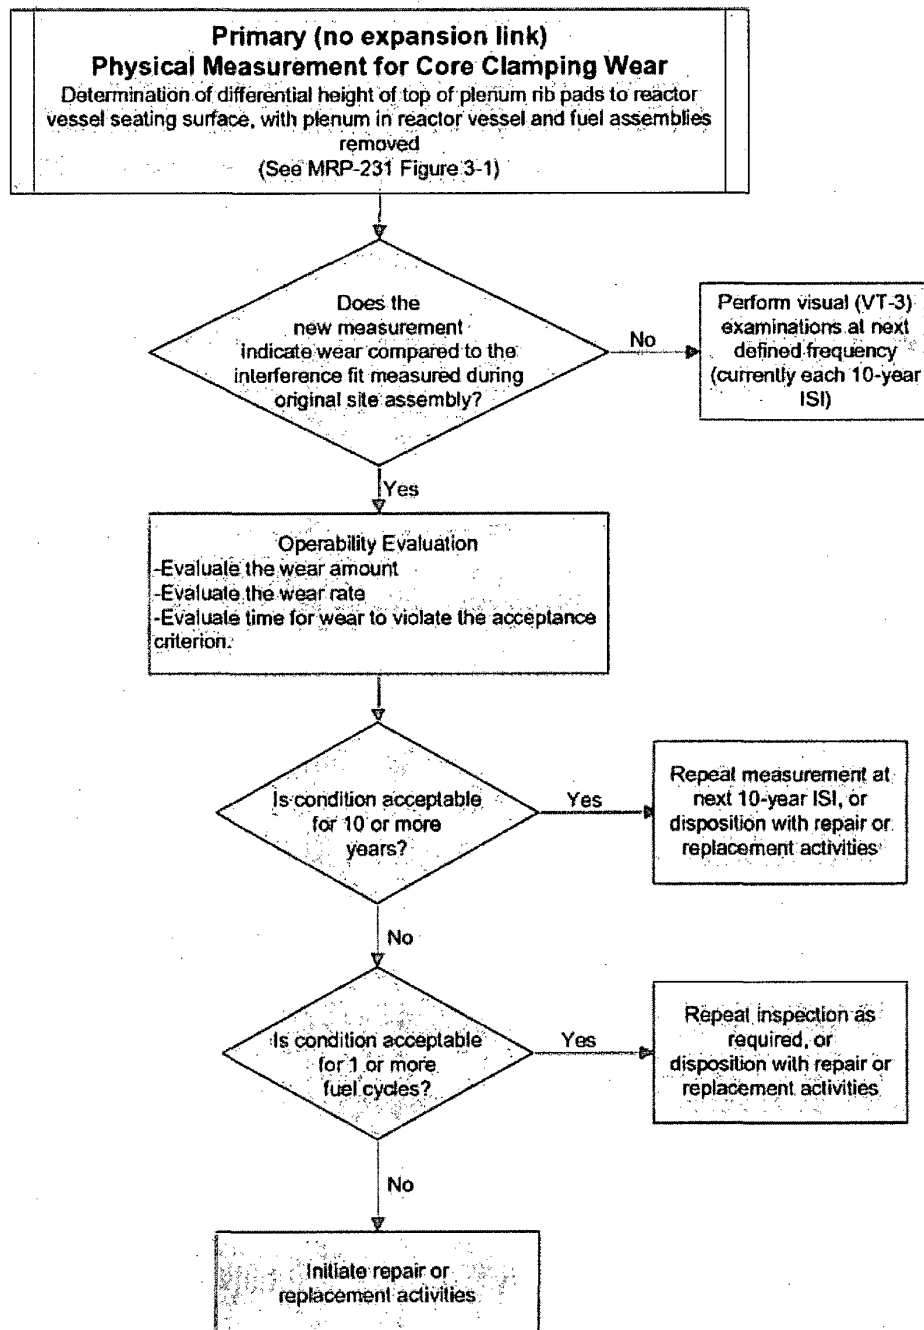 Primary (no expansion link)
Physical Measurement for Core Clamping Wear
Determination of differential height of top of plenum rib pads to reactor
vessel seating surface, with plenum in reactor vessel and fuel assemblies
removed
(See MRP-231 Figure 3-1)
Does the
new measurement
indicate wear compared to the
interference fit measured during
original site assembly?
No
Perform visual (VT-3)
examinations at next
defined frequency
(currently each 10-year
ISI)
Yes
Operability Evaluation
-Evaluate the wear amount
-Evaluate the wear rate
-Evaluate time for wear to violate the acceptance
criterion.
Is condition acceptable
for 10 or more
years?
Yes
Repeat measurement at
next 10-year ISI, or
disposition with repair or
replacement activities
No
Is condition acceptable
for 1 or more
fuel cycles?
Yes
Repeat inspection as
required, or
disposition with repair or
replacement activities
No
Initiate repair or
replacement activities